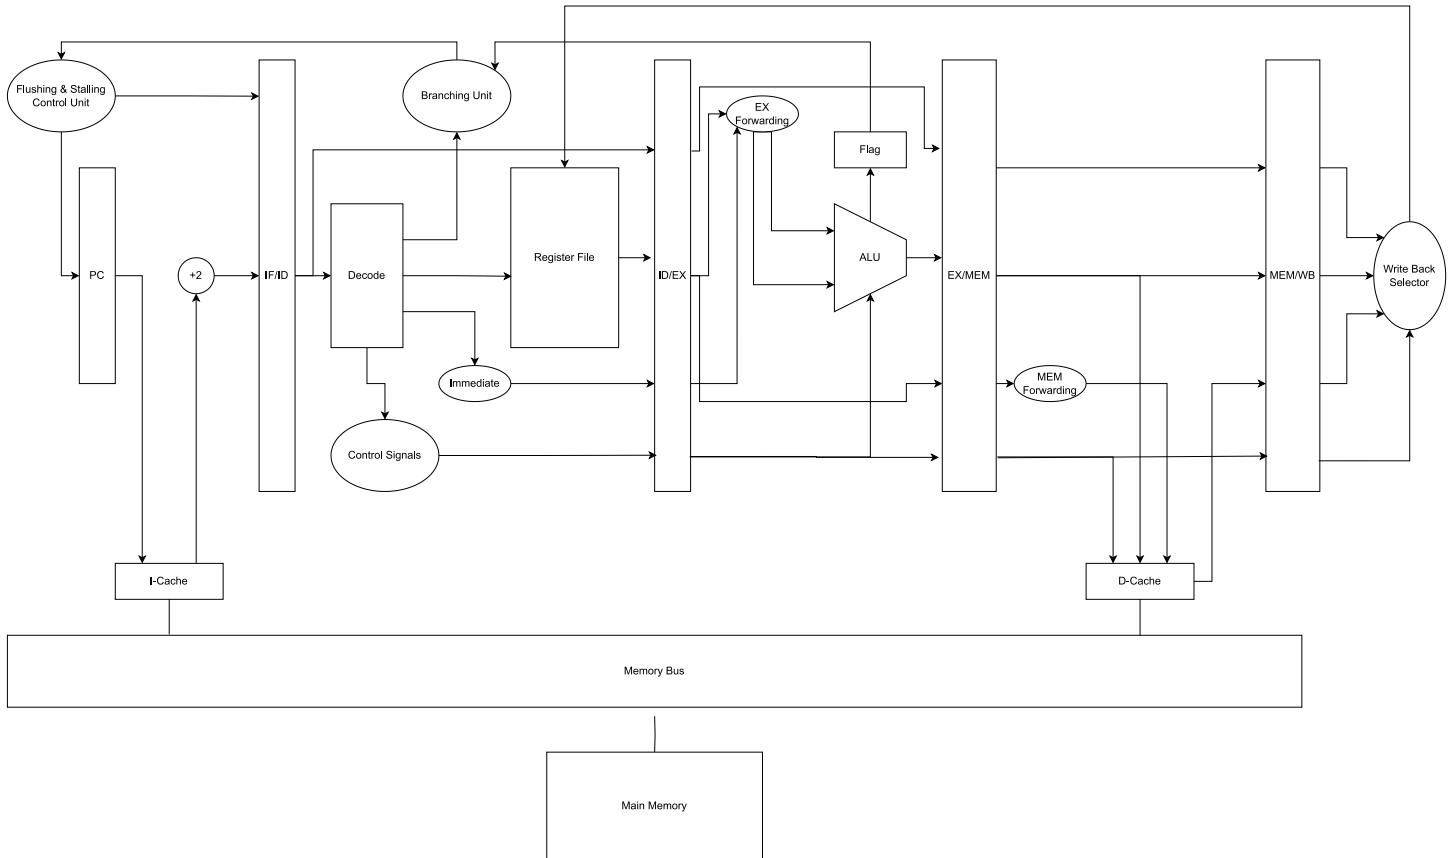 Flushing & Stalling
Control Unit
Branching Unit
EX
Forwarding
Flag
PC
+2
IF/ID
Decode
Register File
ID/EX
ALU
EX/MEM
MEM/WB
Write Back
Selector
Immediate
MEM
Forwarding
Control Signals
I-Cache
D-Cache
Memory Bus
Main Memory